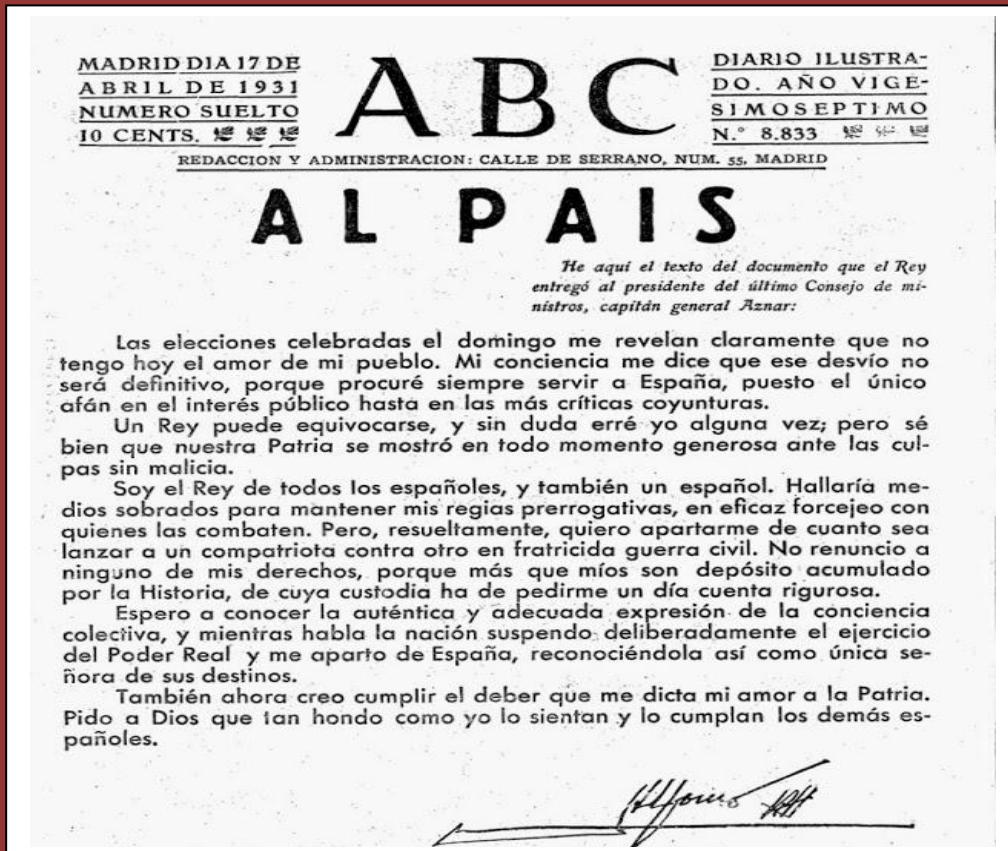 MADRID DIA 17 DE
ABRIL DE 1931
NUMERO SUELTO
10 CENTS.
ABC
DIARIO ILUSTRA-
DO. AÑO VIGE-
SIMOSEPTIMO
N.º 8.833
REDACCION Y ADMINISTRACION: CALLE DE SERRANO, NUM. 55, MADRID
AL PAIS
He aquí el texto del documento que el Rey
entregó al presidente del último Consejo de mi-
nistros, capitán general Aznar:
Las elecciones celebradas el domingo me revelan claramente que no
tengo hoy el amor de mi pueblo. Mi conciencia me dice que ese desvío no
será definitivo, porque procuré siempre servir a España, puesto el único
afán en el interés público hasta en las más críticas coyunturas.
Un Rey puede equivocarse, y sin duda erré yo alguna vez; pero sé
bien que nuestra Patria se mostró en todo momento generosa ante las cul-
pas sin malicia.
Soy el Rey de todos los españoles, y también un español. Hallaría me-
dios sobrados para mantener mis regias prerrogativas, en eficaz forcejeo con
quienes las combaten. Pero, resueltamente, quiero apartarme de cuanto sea
lanzar a un compatriota contra otro en fratricida guerra civil. No renuncio a
ninguno de mis derechos, porque más que míos son depósito acumulado
por la Historia, de cuya custodia ha de pedirme un día cuenta rigurosa.
Espero a conocer la auténtica y adecuada expresión de la conciencia
colectiva, y mientras habla la nación suspendo deliberadamente el ejercicio
del Poder Real y me aparto de España, reconociéndola así como única se-
ñora de sus destinos.
También ahora creo cumplir el deber que me dicta mi amor a la Patria.
Pido a Dios que tan hondo como yo lo sientan y lo cumplan los demás es-
pañoles.